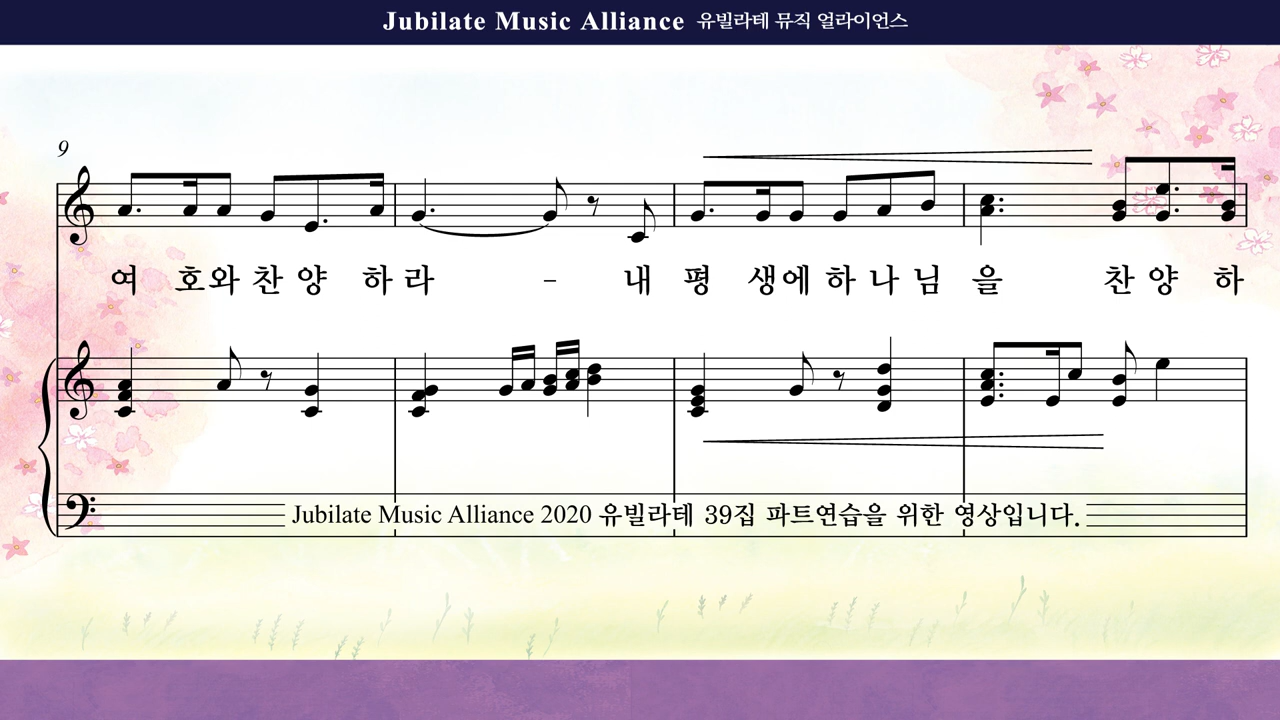 Jubilate Music Alliance 유빌라테 뮤직 얼라이언스
9
여 호와 찬 양 하 라 - 내 평 생에 하 나 님 을 찬 양 하
Jubilate Music Alliance 2020 유빌라테 39집 파트연습을 위한 영상입니다.